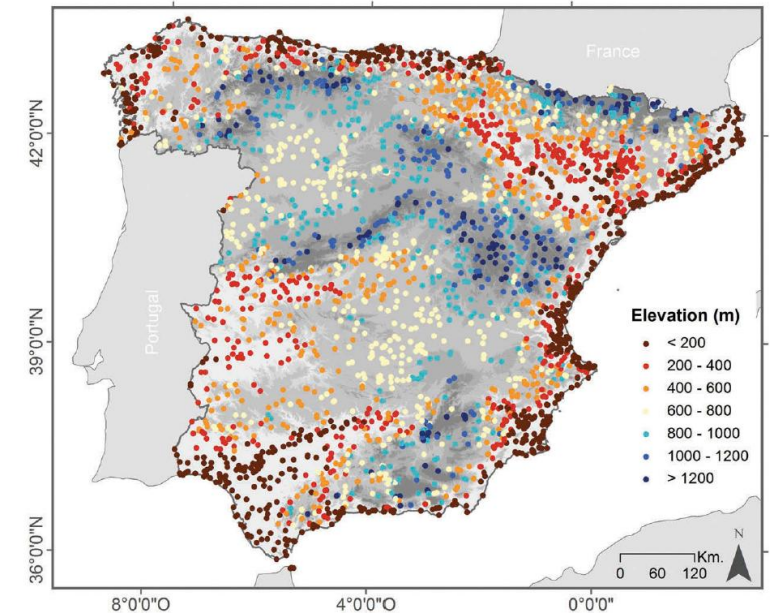 France
42°0'0"N
Portugal
39°0'0"N
Elevation (m)
< 200
200 - 400
400 - 600
600 - 800
800 - 1000
1000 - 1200
> 1200
N
Km.
0 60 120
36°0'0"N
8°0'0"O 4°0'0"O 0°0'0"